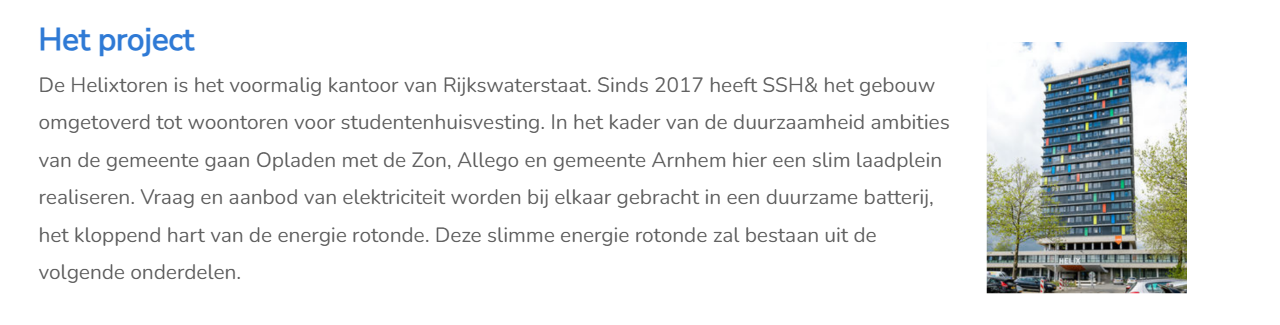 Het project
De Helixtoren is het voormalig kantoor van Rijkswaterstaat. Sinds 2017 heeft SSH& het gebouw
omgetoverd tot woontoren voor studentenhuisvesting. In het kader van de duurzaamheid ambities
van de gemeente gaan Opladen met de Zon, Allego en gemeente Arnhem hier een slim laadplein
realiseren. Vraag en aanbod van elektriciteit worden bij elkaar gebracht in een duurzame batterij,
het kloppend hart van de energie rotonde. Deze slimme energie rotonde zal bestaan uit de
volgende onderdelen.
HELIX